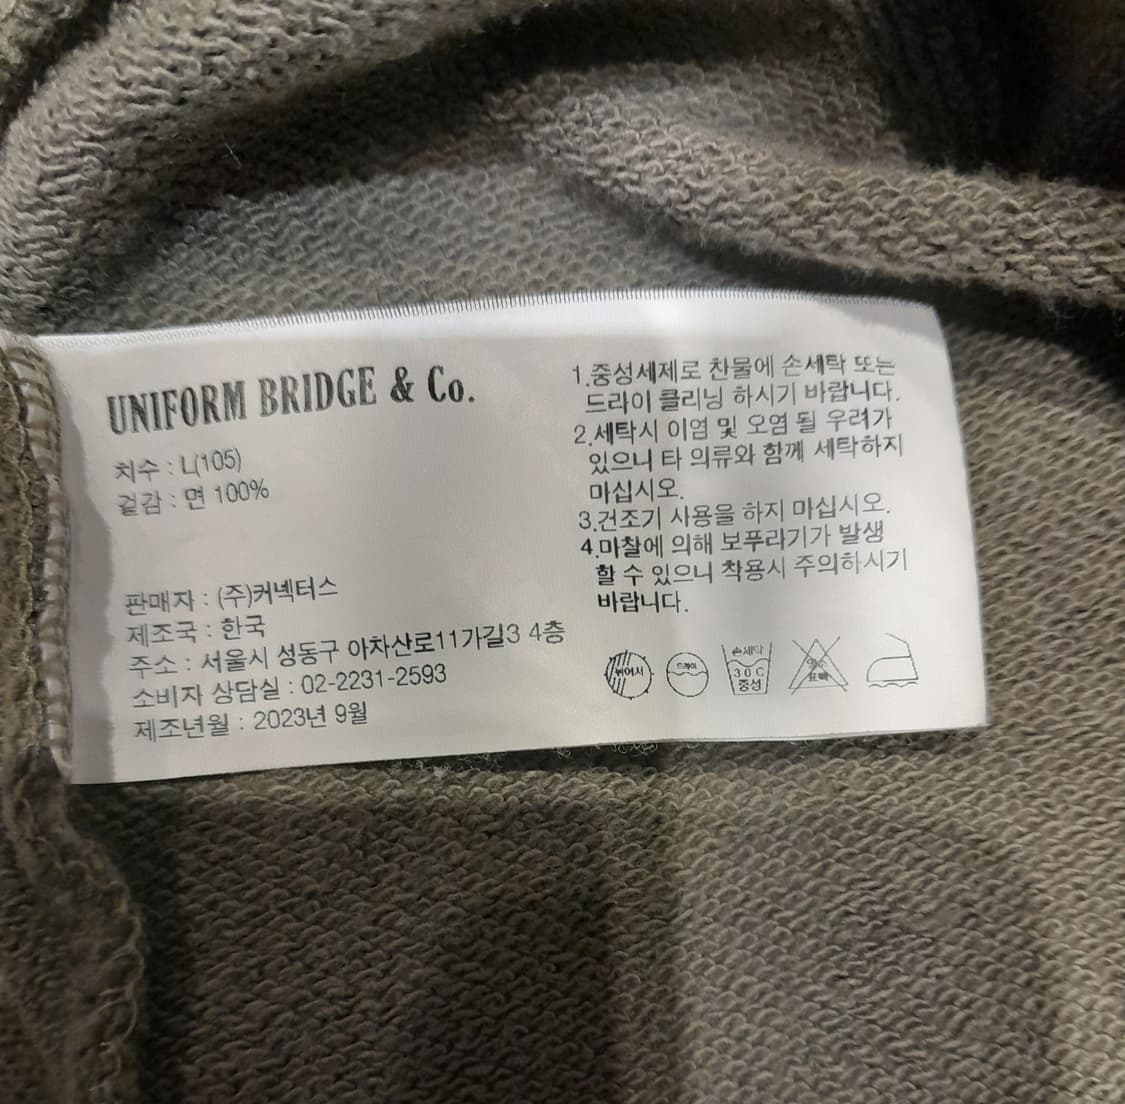 UNIFORM BRIDGE & Co.
치수 : L(105)
겉감 : 면 100%
판매자 : (주)커넥터스
제조국 : 한국
주소 : 서울시 성동구 아차산로11가길3 4층
소비자 상담실 : 02-2231-2593
제조년월 : 2023년 9월
1.중성세제로 찬물에 손세탁 또는
드라이 클리닝 하시기 바랍니다.
2.세탁시 이염 및 오염 될 우려가
있으니 타 의류와 함께 세탁하지
마십시오.
3.건조기 사용을 하지 마십시오.
4.마찰에 의해 보푸라기가 발생
할 수 있으니 착용시 주의하시기
바랍니다.
뉘어서
드라이
손세탁
30 C
중성
표백